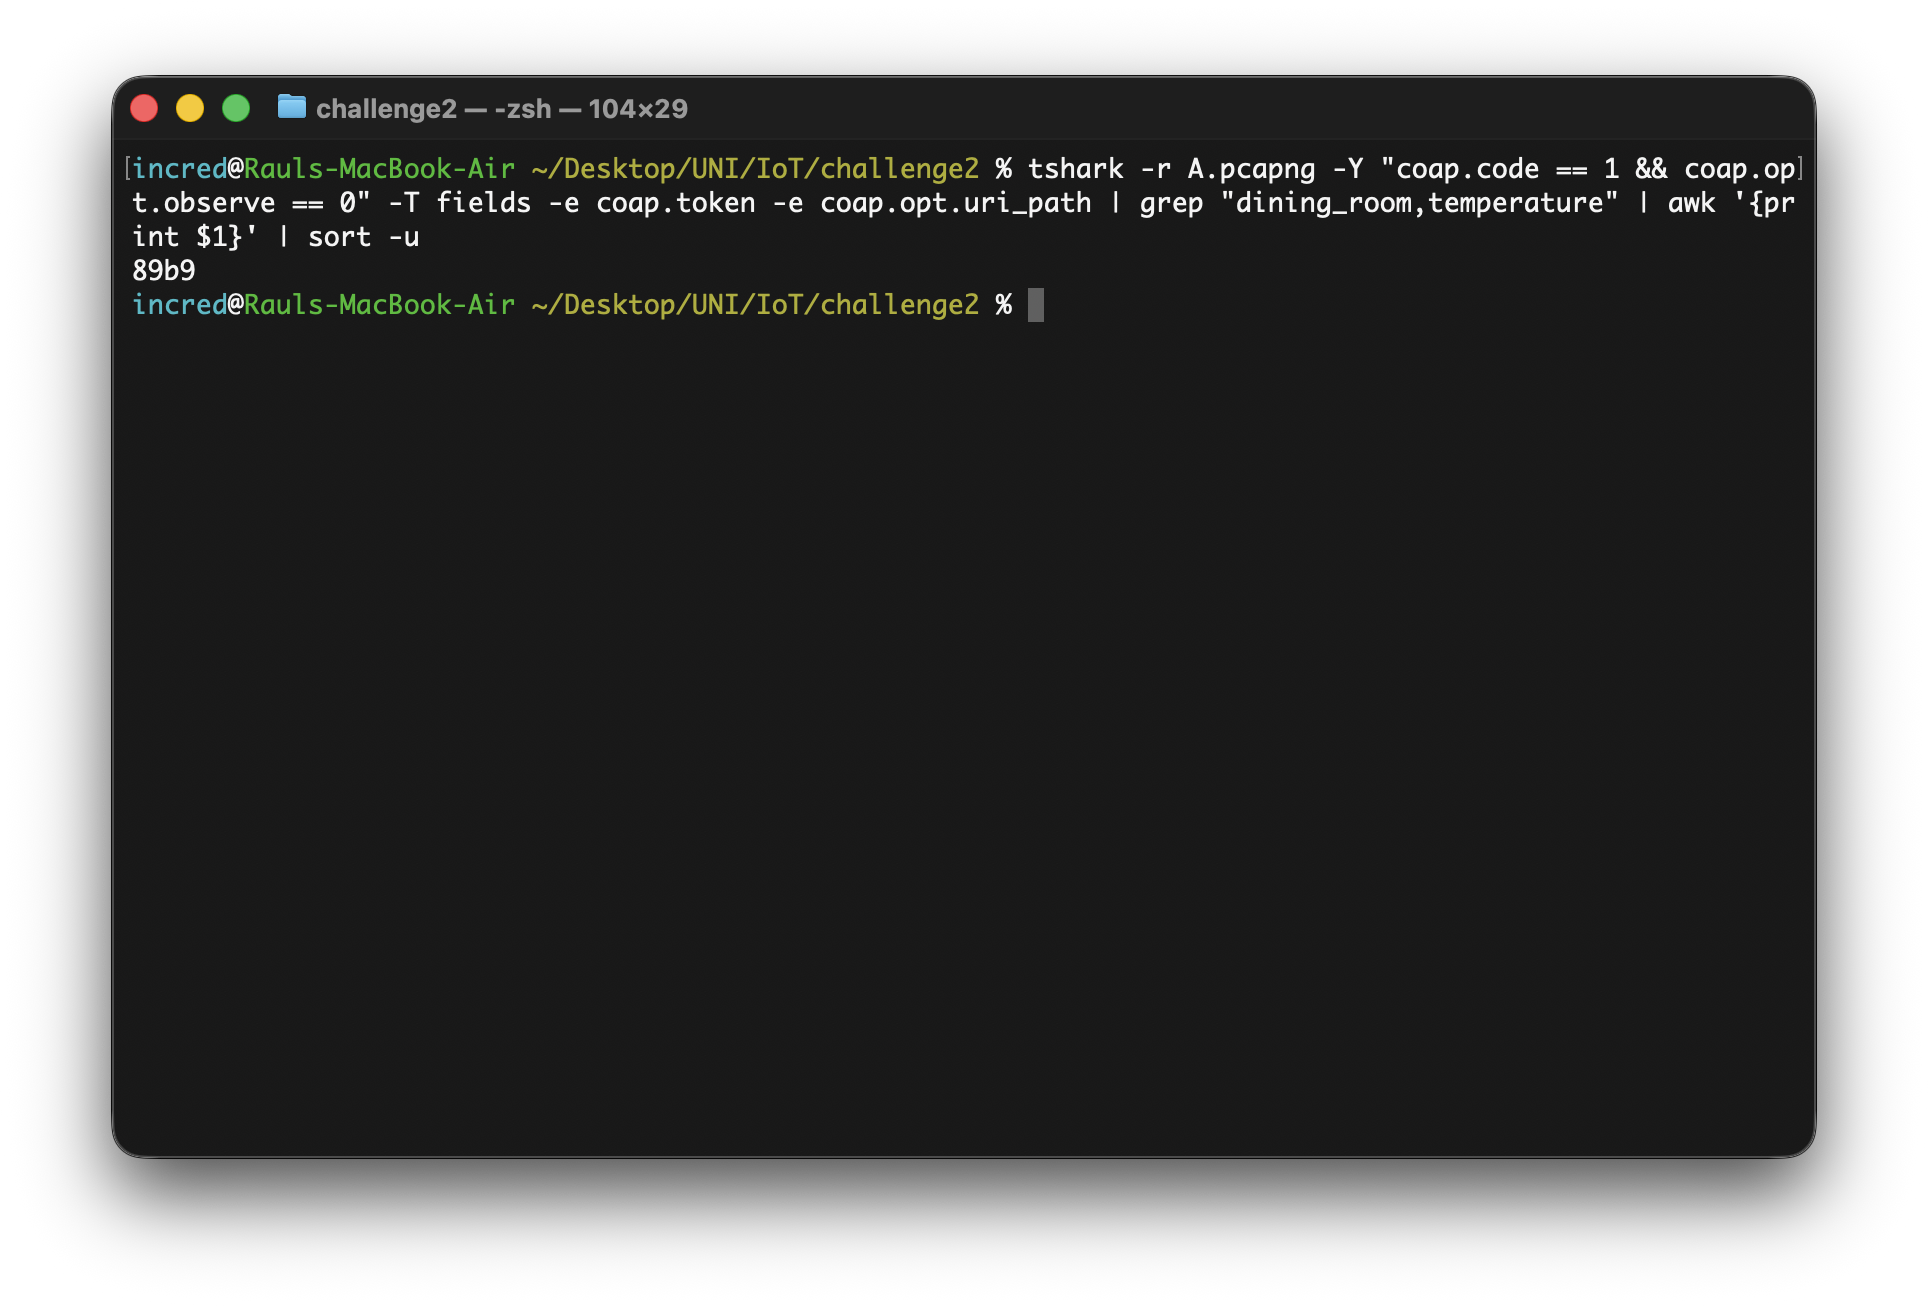 challenge2 — -zsh — 104×29
[incred@Rauls-MacBook-Air ~/Desktop/UNI/IoT/challenge2 % tshark -r A.pcapng -Y "coap.code == 1 && coap.op]
t.observe == 0" -T fields -e coap.token -e coap.opt.uri_path | grep "dining_room,temperature" | awk '{pr
int $1}' | sort -u
89b9
incred@Rauls-MacBook-Air ~/Desktop/UNI/IoT/challenge2 %